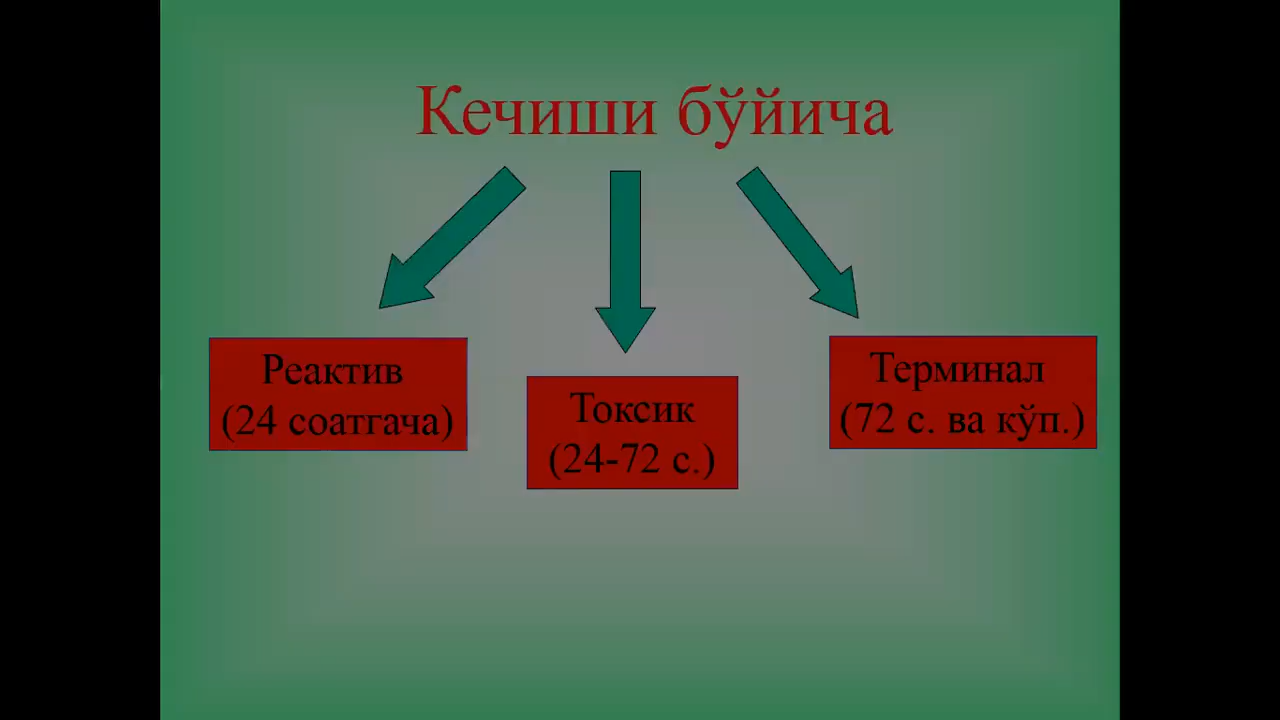 Кечиши бўйича
Реактив
(24 соатгача)
Токсик
(24-72 с.)
Терминал
(72 с. ва кўп.)